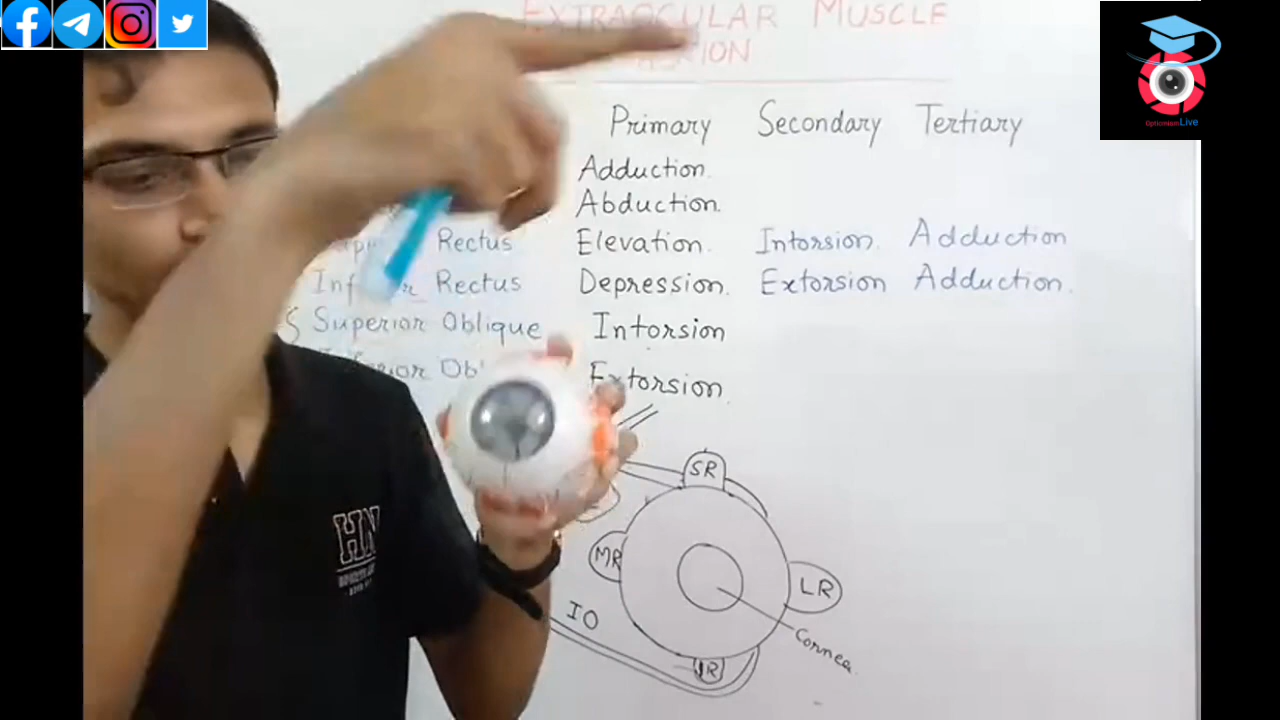 EXTRAOCULAR MUSCLE
Primary Secondary Tertiary
Adduction.
Abduction.
Rectus Elevation. Intorsion. Adduction
Rectus Depression. Extorsion Adduction.
Superior Oblique Intorsion
Extorsion.
SR
MR
LR
IO
IR
Cornea
OptomismLive